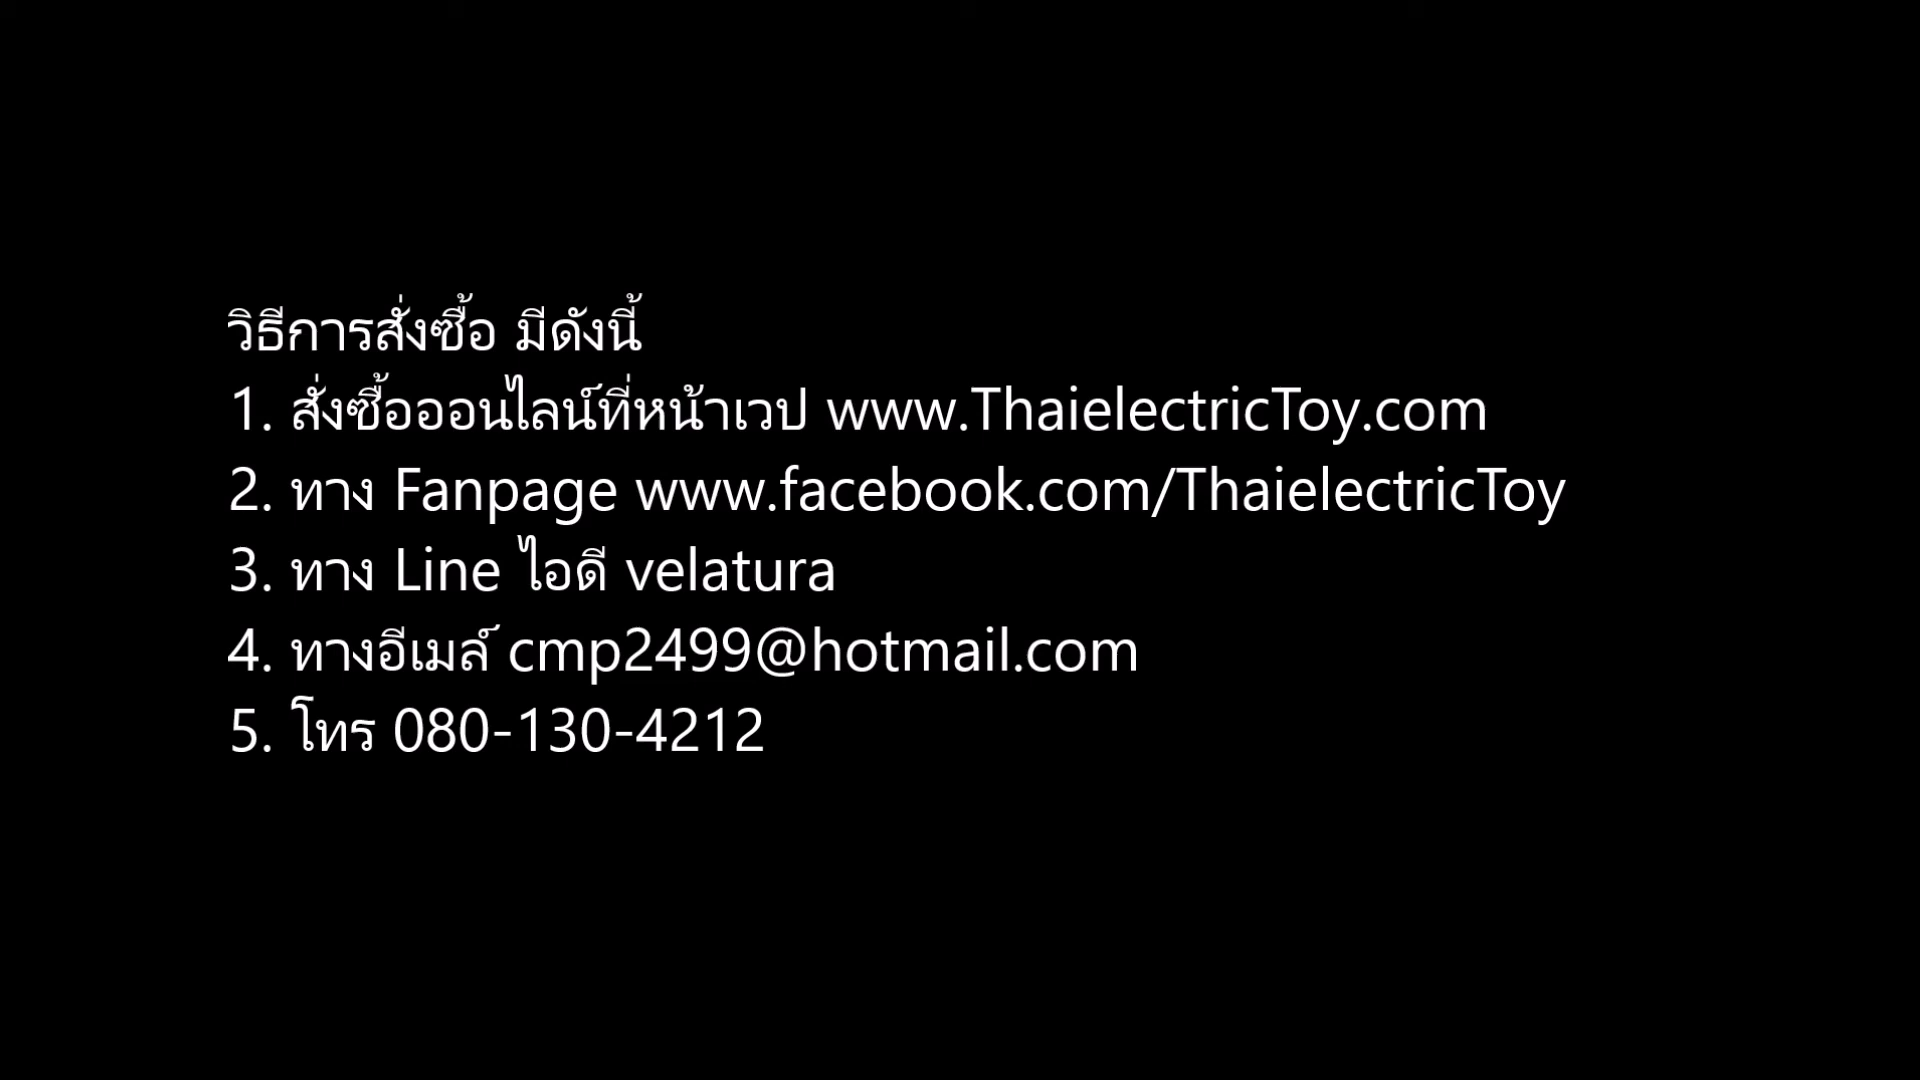 วิธีการสั่งซื้อ มีดังนี้
1. สั่งซื้อออนไลน์ที่หน้าเวป www.ThaielectricToy.com
2. ทาง Fanpage www.facebook.com/ThaielectricToy
3. ทาง Line ไอดี velatura
4. ทางอีเมล์ cmp2499@hotmail.com
5. โทร 080-130-4212